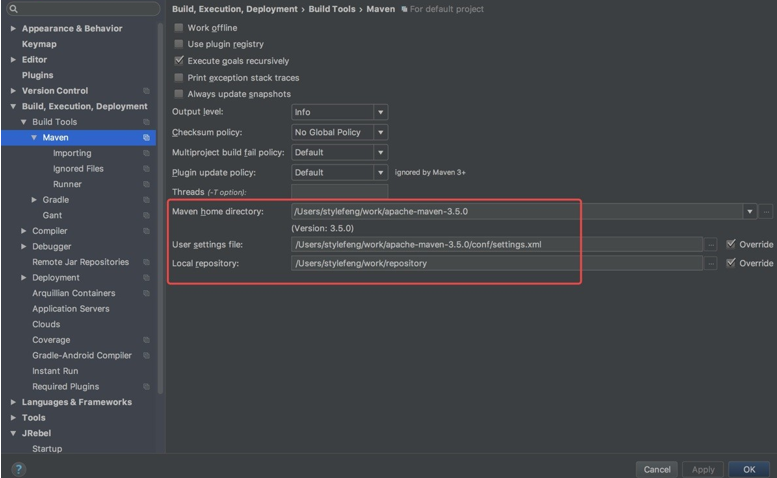 Build, Execution, Deployment › Build Tools › Maven For default project
Appearance & Behavior
Keymap
Editor
Plugins
Version Control
Build, Execution, Deployment
Build Tools
Maven
Importing
Ignored Files
Runner
Gradle
Gant
Compiler
Debugger
Remote Jar Repositories
Deployment
Arquillian Containers
Application Servers
Clouds
Coverage
Gradle-Android Compiler
Instant Run
Required Plugins
Languages & Frameworks
Tools
JRebel
Startup
Work offline
Use plugin registry
Execute goals recursively
Print exception stack traces
Always update snapshots
Output level: Info
Checksum policy: No Global Policy
Multiproject build fail policy: Default
Plugin update policy: Default ignored by Maven 3+
Threads (-T option):
Maven home directory: /Users/stylefeng/work/apache-maven-3.5.0 ...
(Version: 3.5.0)
User settings file: /Users/stylefeng/work/apache-maven-3.5.0/conf/settings.xml ... Override
Local repository: /Users/stylefeng/work/repository ... Override
? Cancel Apply OK